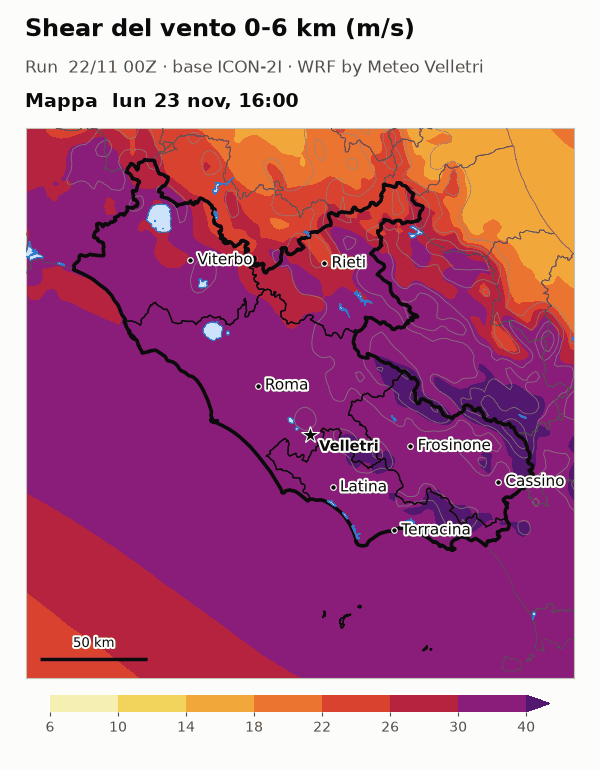 Shear del vento 0-6 km (m/s)
Run  22/11 00Z · base ICON-2I · WRF by Meteo Velletri
Mappa  lun 23 nov, 16:00
Viterbo
Rieti
Roma
Velletri
Frosinone
Cassino
Latina
Terracina
50 km
6 10 14 18 22 26 30 40